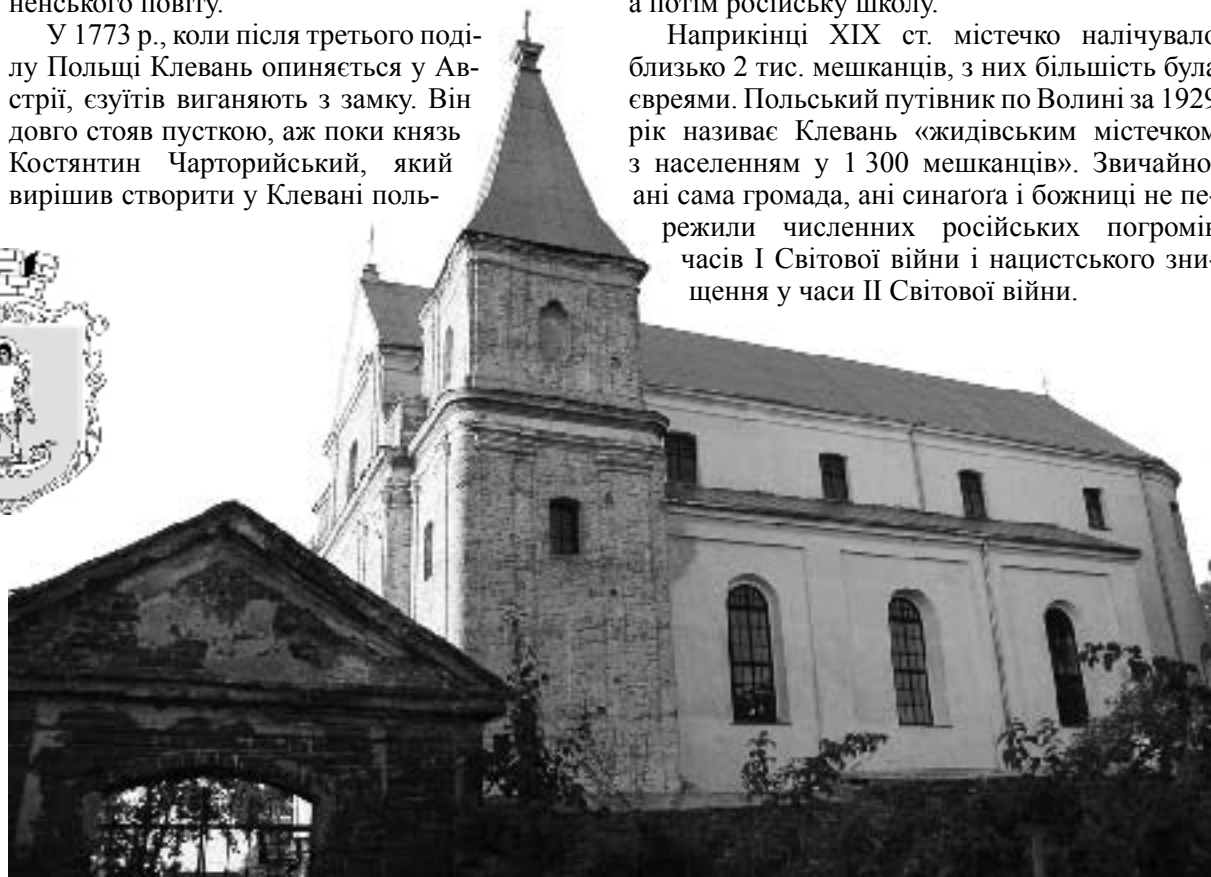 ненського повіту.
У 1773 р., коли після третього поді-
лу Польщі Клевань опиняється у Ав-
стрії, єзуїтів виганяють з замку. Він
довго стояв пусткою, аж поки князь
Костянтин Чарторийський, який
вирішив створити у Клевані поль-
а потім російську школу.
Наприкінці XIX ст. містечко налічувало
близько 2 тис. мешканців, з них більшість була
євреями. Польський путівник по Волині за 1929
рік називає Клевань «жидівським містечком
з населенням у 1 300 мешканців». Звичайно
ані сама громада, ані синаґоґа і божниці не пе-
режили численних російських погромів
часів І Світової війни і нацистського зни-
щення у часи ІІ Світової війни.